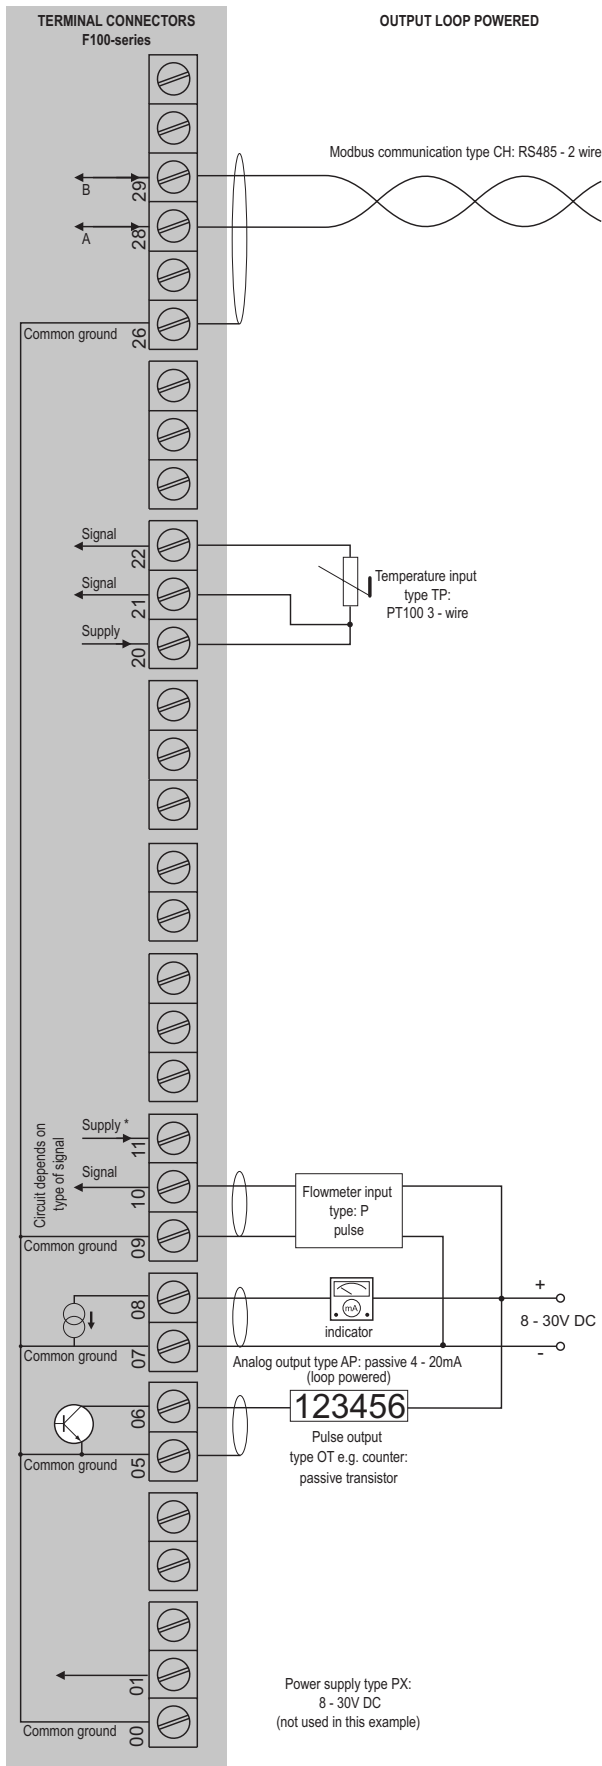 TERMINAL CONNECTORS
F100-series
OUTPUT LOOP POWERED
Modbus communication type CH: RS485 - 2 wire
B
29
A
28
Common ground
26
Signal
22
Signal
21
Supply
20
Temperature input
type TP:
PT100 3 - wire
Circuit depends on
type of signal
Supply *
11
Signal
10
Common ground
09
Flowmeter input
type: P
pulse
08
(mA)
indicator
+
8 - 30V DC
-
Common ground
07
Analog output type AP: passive 4 - 20mA
(loop powered)
06
123456
Common ground
05
Pulse output
type OT e.g. counter:
passive transistor
01
Common ground
00
Power supply type PX:
8 - 30V DC
(not used in this example)